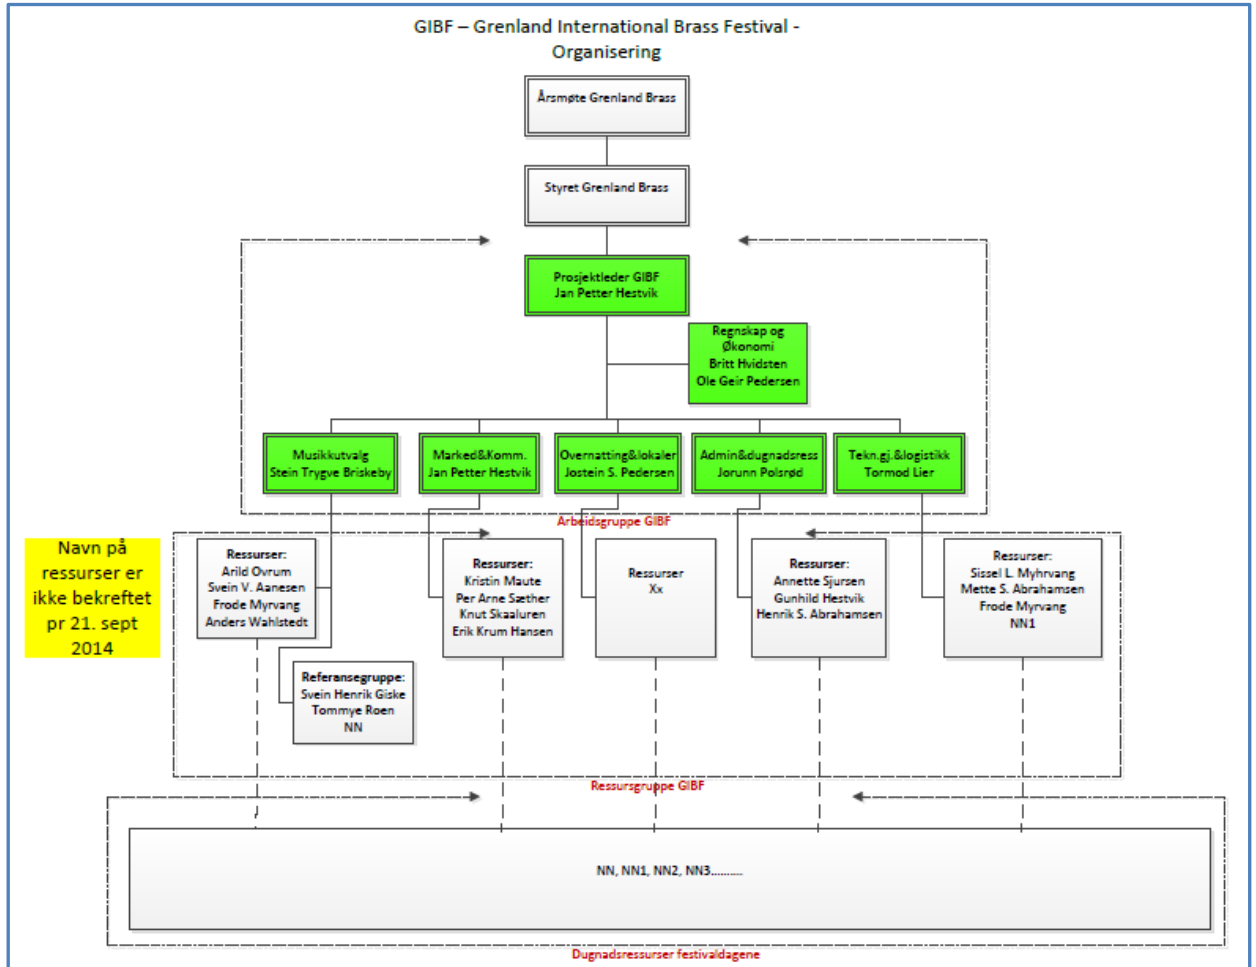 GIBF – Grenland International Brass Festival -
Organisering
Årsmøte Grenland Brass
Styret Grenland Brass
Prosjektleder GIBF
Jan Petter Hestvik
Regnskap og
Økonomi
Britt Hvidsten
Ole Geir Pedersen
Musikkutvalg
Stein Trygve Briskeby
Marked&Komm.
Jan Petter Hestvik
Overnatting&lokaler
Jostein S. Pedersen
Admin&dugnadsress
Jorunn Polsrød
Tekn.gj.&logistikk
Tormod Lier
Arbeidsgruppe GIBF
Navn på
ressurser er
ikke bekreftet
pr 21. sept
2014
Ressurser:
Arild Ovrum
Svein V. Aanesen
Frode Myrvang
Anders Wahlstedt
Referansegruppe:
Svein Henrik Giske
Tommye Roen
NN
Ressurser:
Kristin Maute
Per Arne Sæther
Knut Skaaluren
Erik Krum Hansen
Ressurser
Xx
Ressurser:
Annette Sjursen
Gunhild Hestvik
Henrik S. Abrahamsen
Ressurser:
Sissel L. Myhrvang
Mette S. Abrahamsen
Frode Myrvang
NN1
Ressursgruppe GIBF
NN, NN1, NN2, NN3..........
Dugnadsressurser festivaldagene